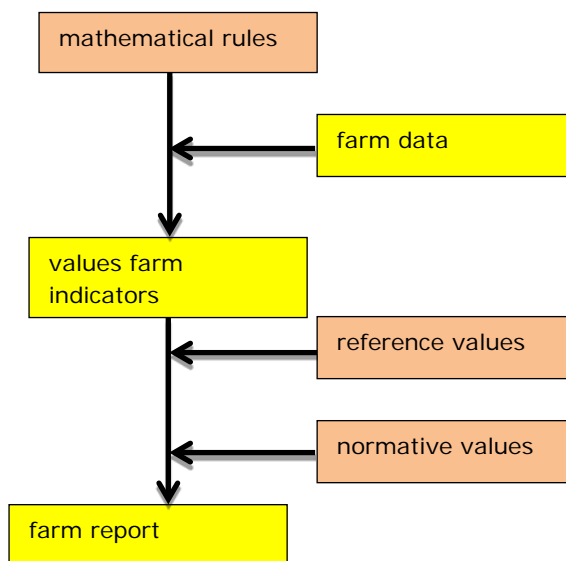 mathematical rules
farm data
values farm
indicators
reference values
normative values
farm report